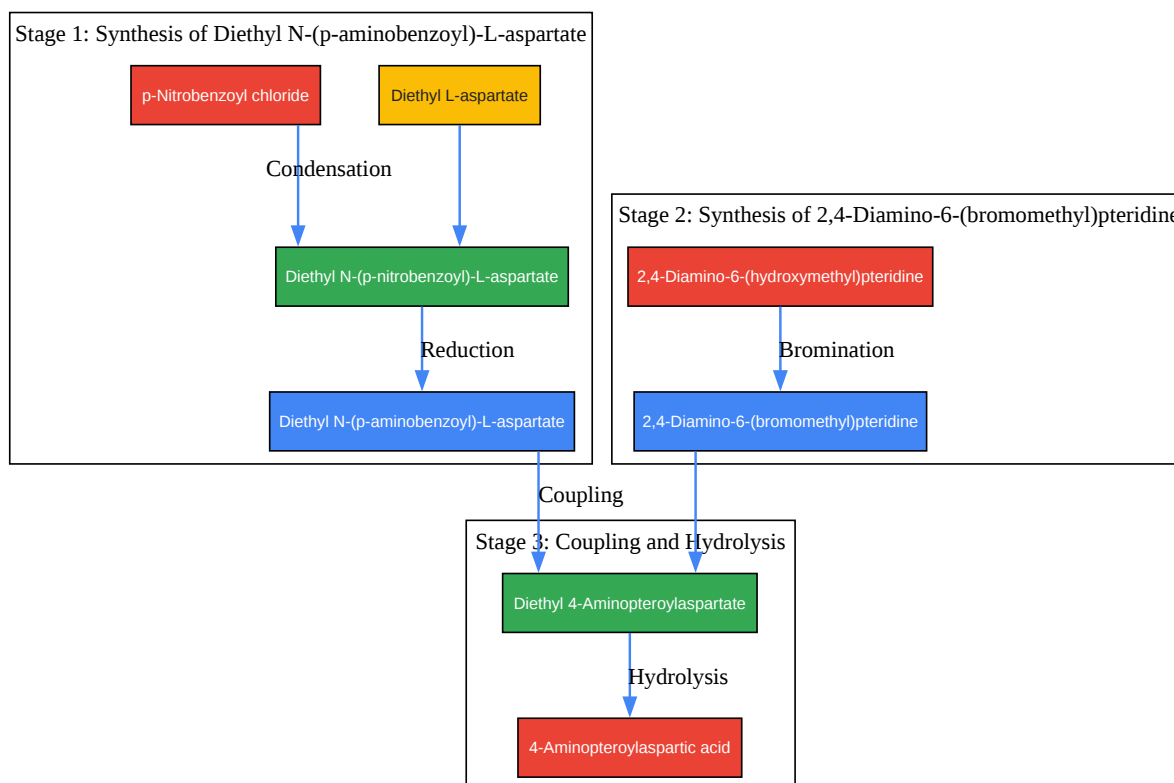 Stage 1: Synthesis of Diethyl N-(p-aminobenzoyl)-L-aspartate
p-Nitrobenzoyl chloride
Diethyl L-aspartate
Condensation
Diethyl N-(p-nitrobenzoyl)-L-aspartate
Reduction
Diethyl N-(p-aminobenzoyl)-L-aspartate
Stage 2: Synthesis of 2,4-Diamino-6-(bromomethyl)pteridine
2,4-Diamino-6-(hydroxymethyl)pteridine
Bromination
2,4-Diamino-6-(bromomethyl)pteridine
Coupling
Stage 3: Coupling and Hydrolysis
Diethyl 4-Aminopteroylaspartate
Hydrolysis
4-Aminopteroylaspartic acid